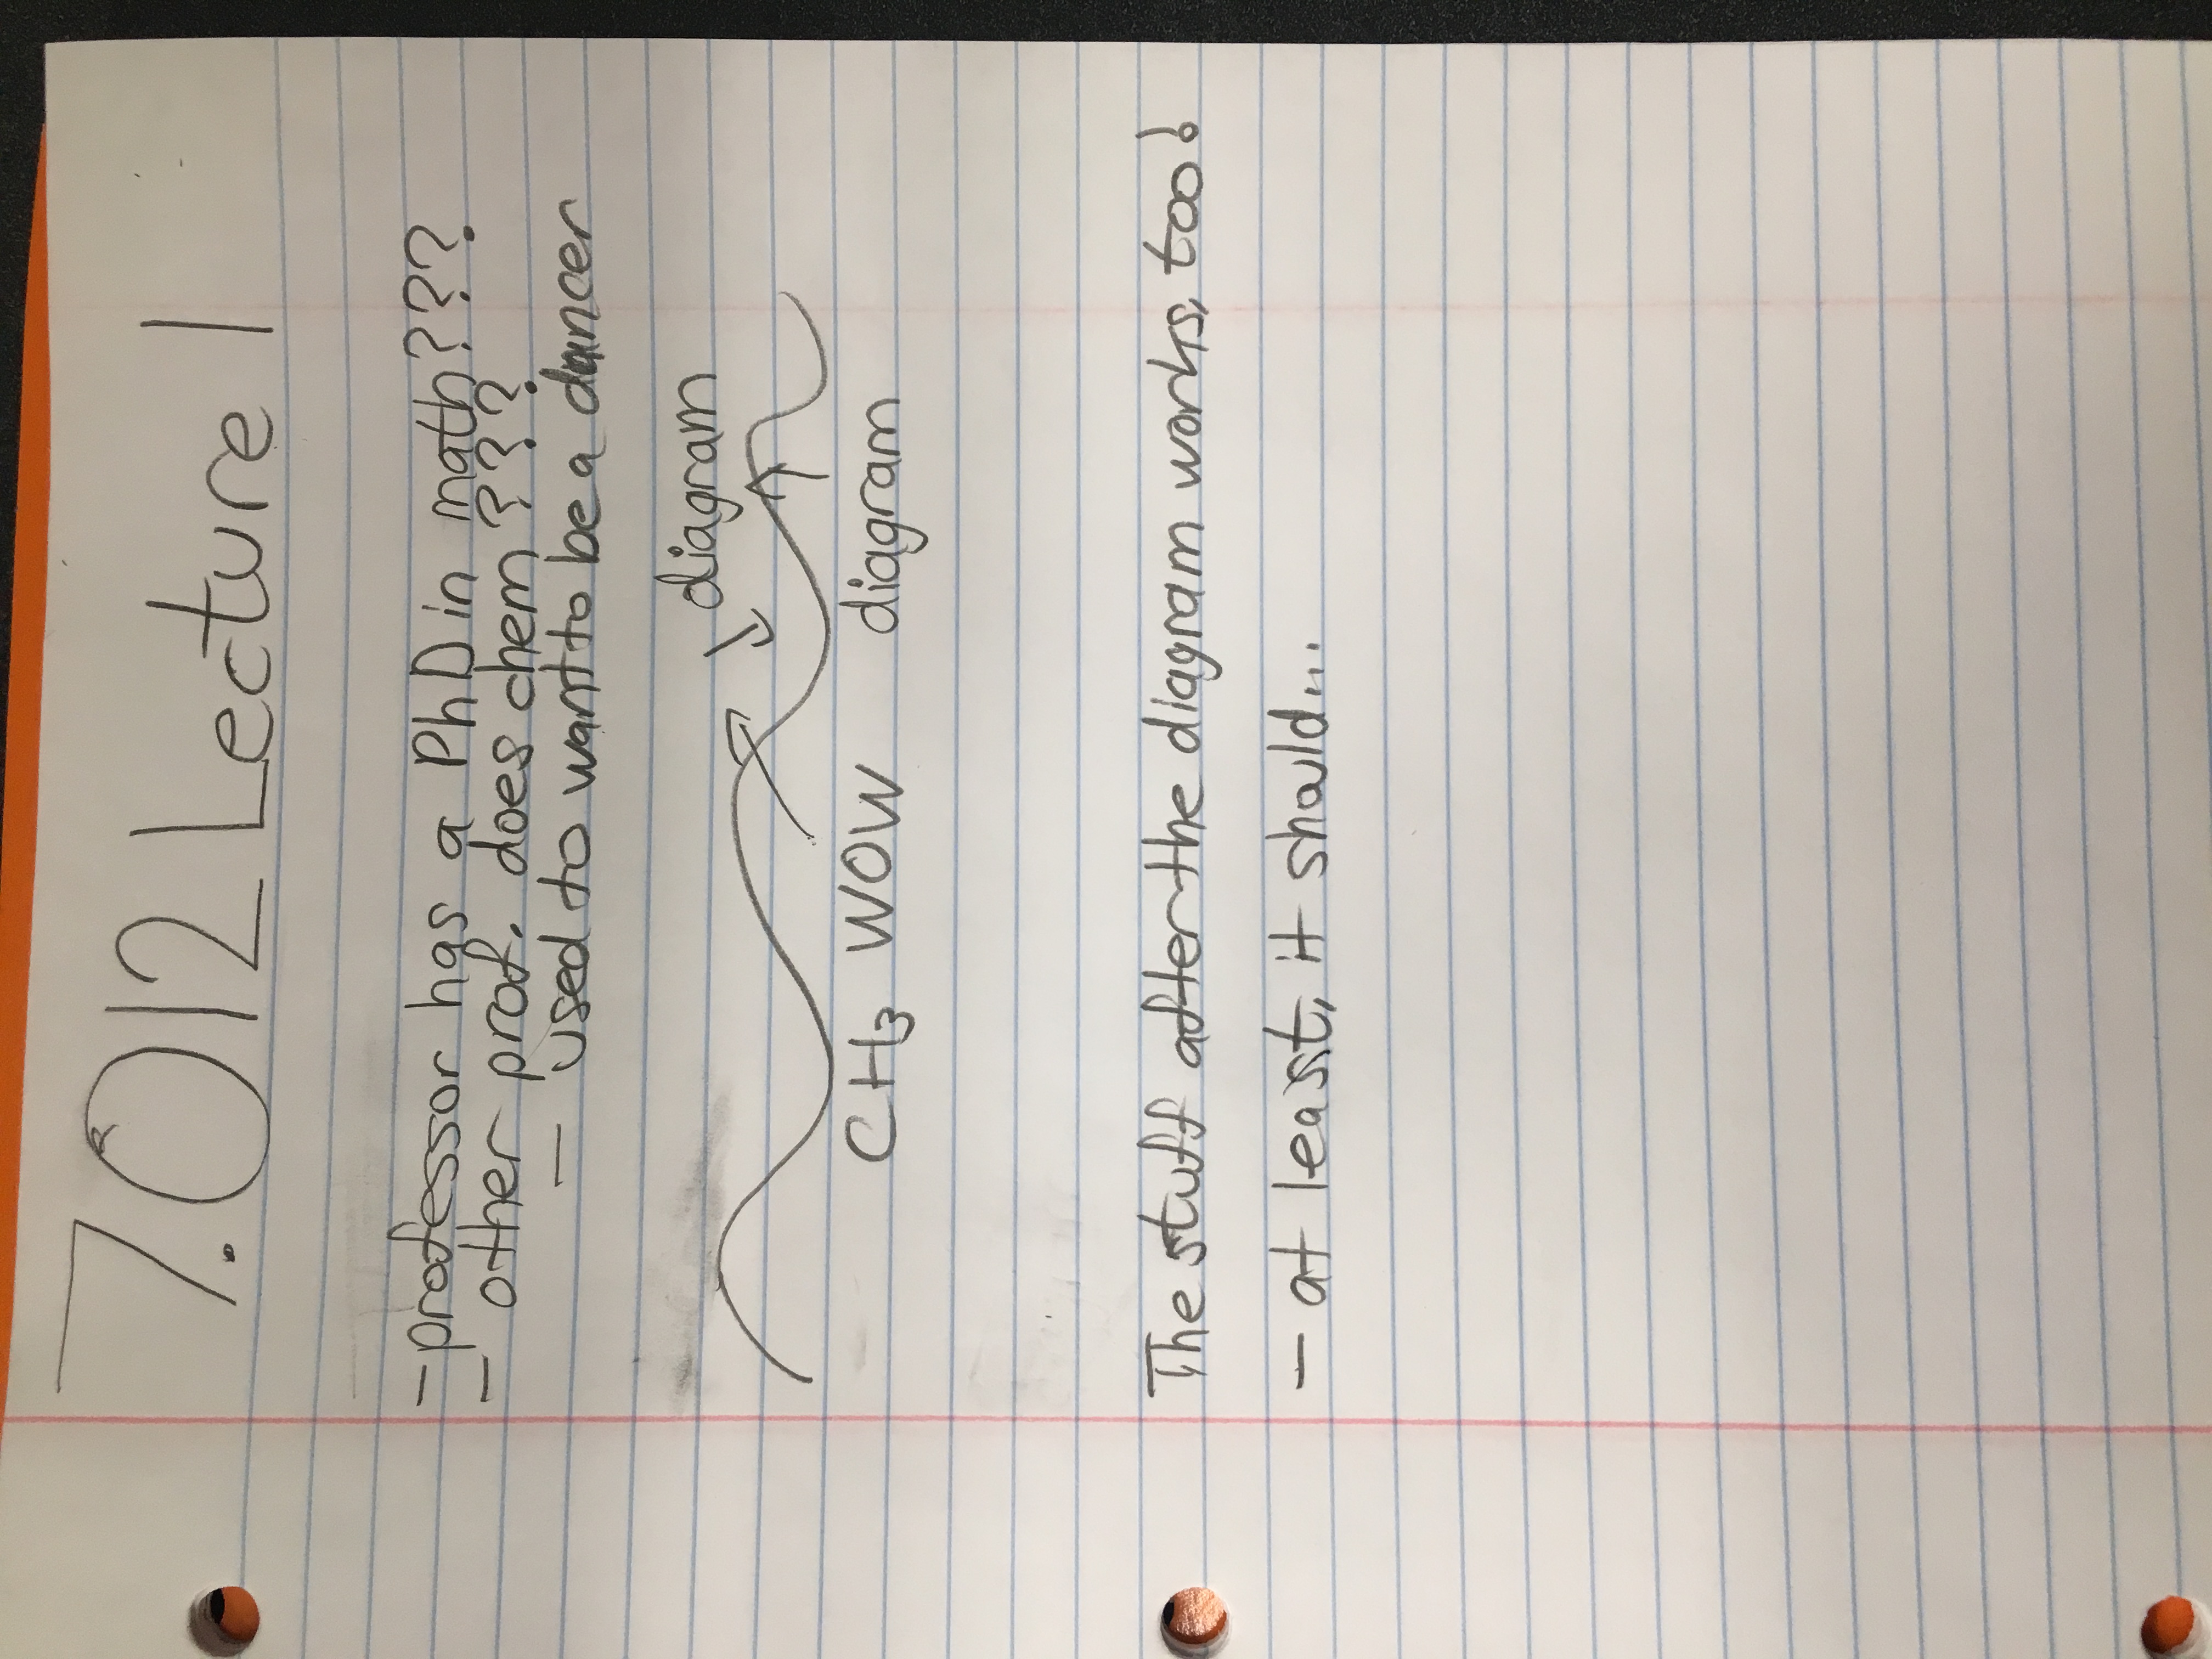 7.012 Lecture 1
- professor has a PhD in math???
- other prof. does chem???
- used to want to be a dancer
diagram
CH₃ WOW diagram
The stuff after the diagram works, too!
- at least, it should...